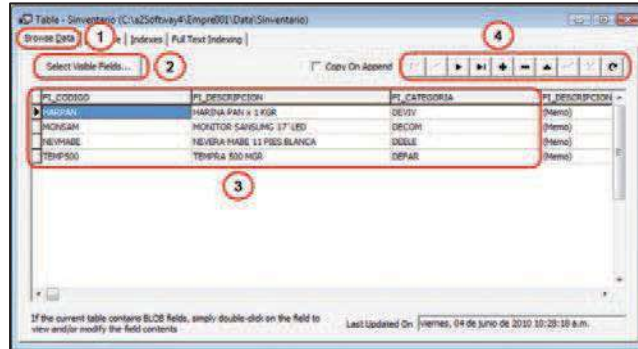 Table - Sinventario (C:\a2Softway4\Empre001\Data\Sinventario)
Browse Data 1 Indexes Full Text Indexing 4
Select Visible Fields... 2 Copy On Append
FI_CODIGO FI_DESCRIPCION FI_CATEGORIA FI_DESCRIPCION
HARPAN HARINA PAN x 1 KGR DEVIV (Memo)
MONSAM MONITOR SANSUMG 17' LED DECOM (Memo)
NEVMABE NEVERA MABE 11 PIES BLANCA DELE (Memo)
TEMP500 TEMPRA 500 MGR DEFAR (Memo)
3
If the current table contains BLOB fields, simply double-click on the field to
view and/or modify the field contents
Last Updated On viernes, 04 de junio de 2010 10:28:18 a.m.